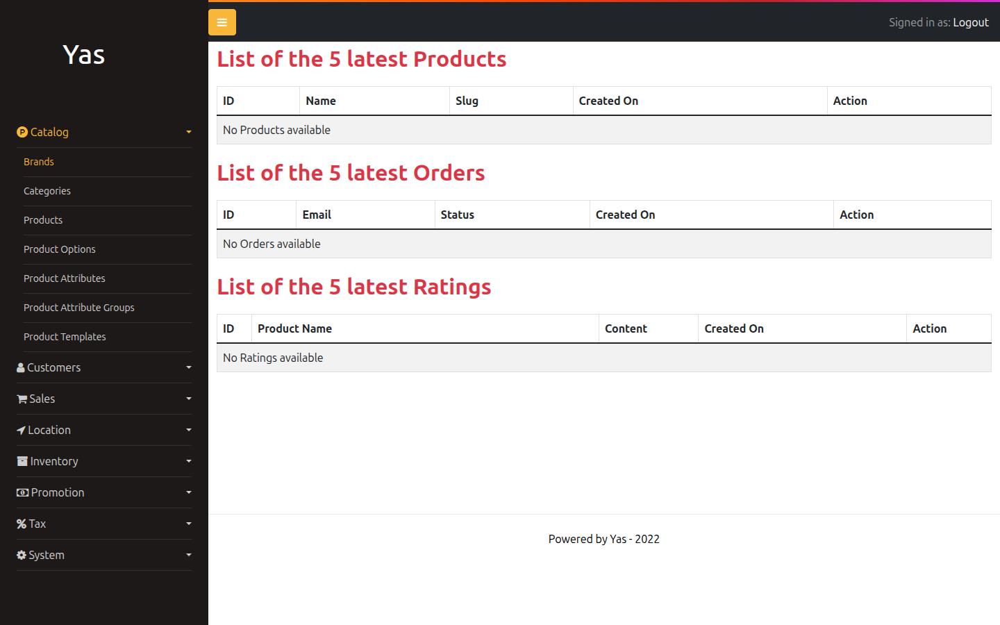 Yas
Catalog
Brands
Categories
Products
Product Options
Product Attributes
Product Attribute Groups
Product Templates
Customers
Sales
Location
Inventory
Promotion
Tax
System
Signed in as: Logout
List of the 5 latest Products
ID Name Slug Created On Action
No Products available
List of the 5 latest Orders
ID Email Status Created On Action
No Orders available
List of the 5 latest Ratings
ID Product Name Content Created On Action
No Ratings available
Powered by Yas - 2022